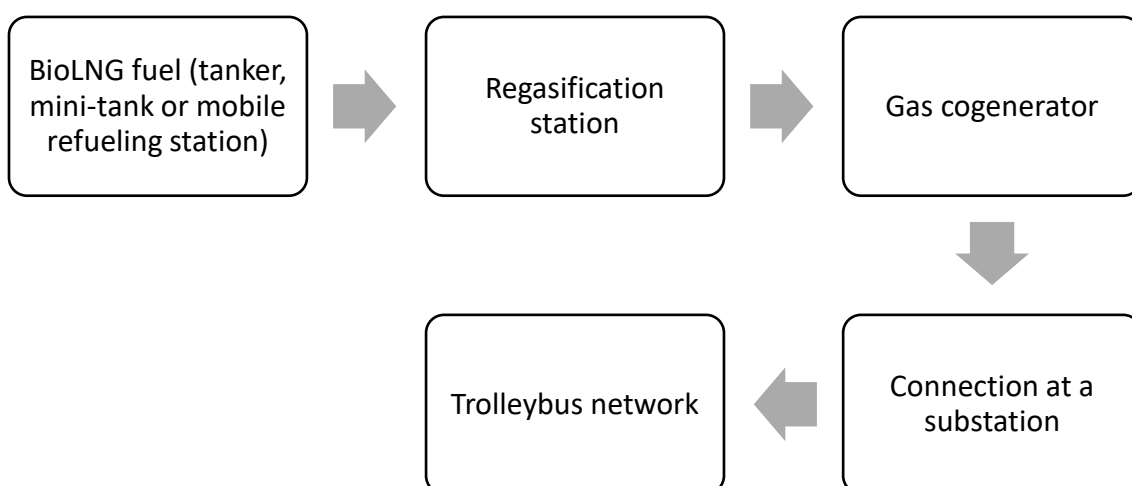 BioLNG fuel (tanker,
mini-tank or mobile
refueling station)
Regasification
station
Gas cogenerator
Connection at a
substation
Trolleybus network